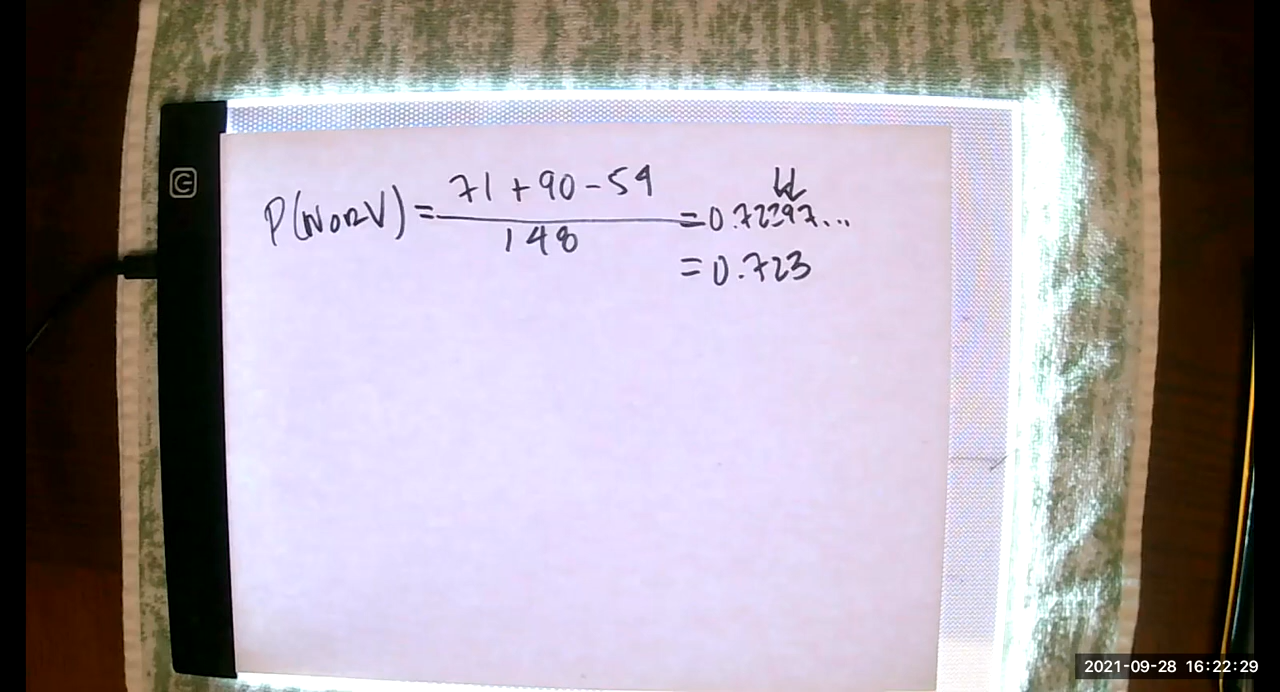 P(N OR V) = 71 + 90 - 54 / 148 = 0.72297...
= 0.723
2021-09-28 16:22:29